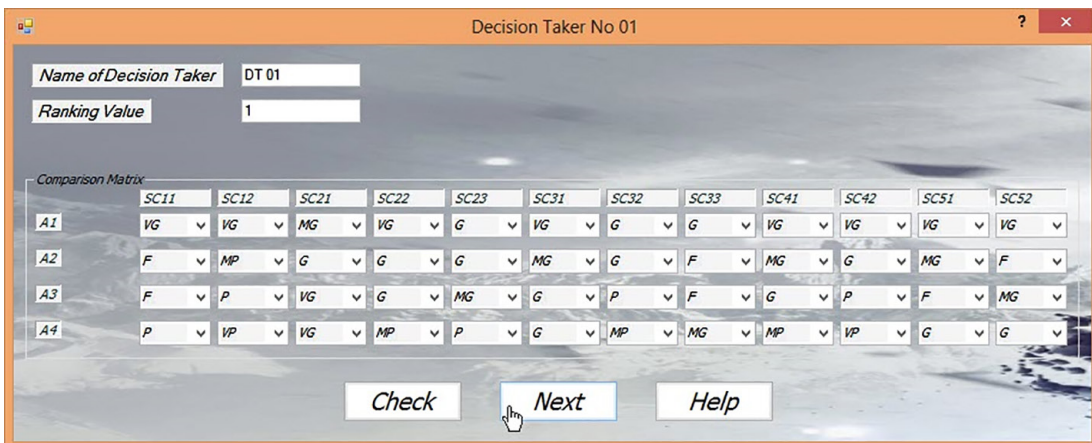 Decision Taker No 01 ? ×
Name of Decision Taker DT 01
Ranking Value 1
Comparison Matrix
SC11 SC12 SC21 SC22 SC23 SC31 SC32 SC33 SC41 SC42 SC51 SC52
A1 VG VG MG VG G VG G G VG VG VG VG
A2 F MP G G G MG G F MG G MG F
A3 F P VG G MG G P F G P F MG
A4 P VP VG MP P G MP MG MP VP G G
Check Next Help